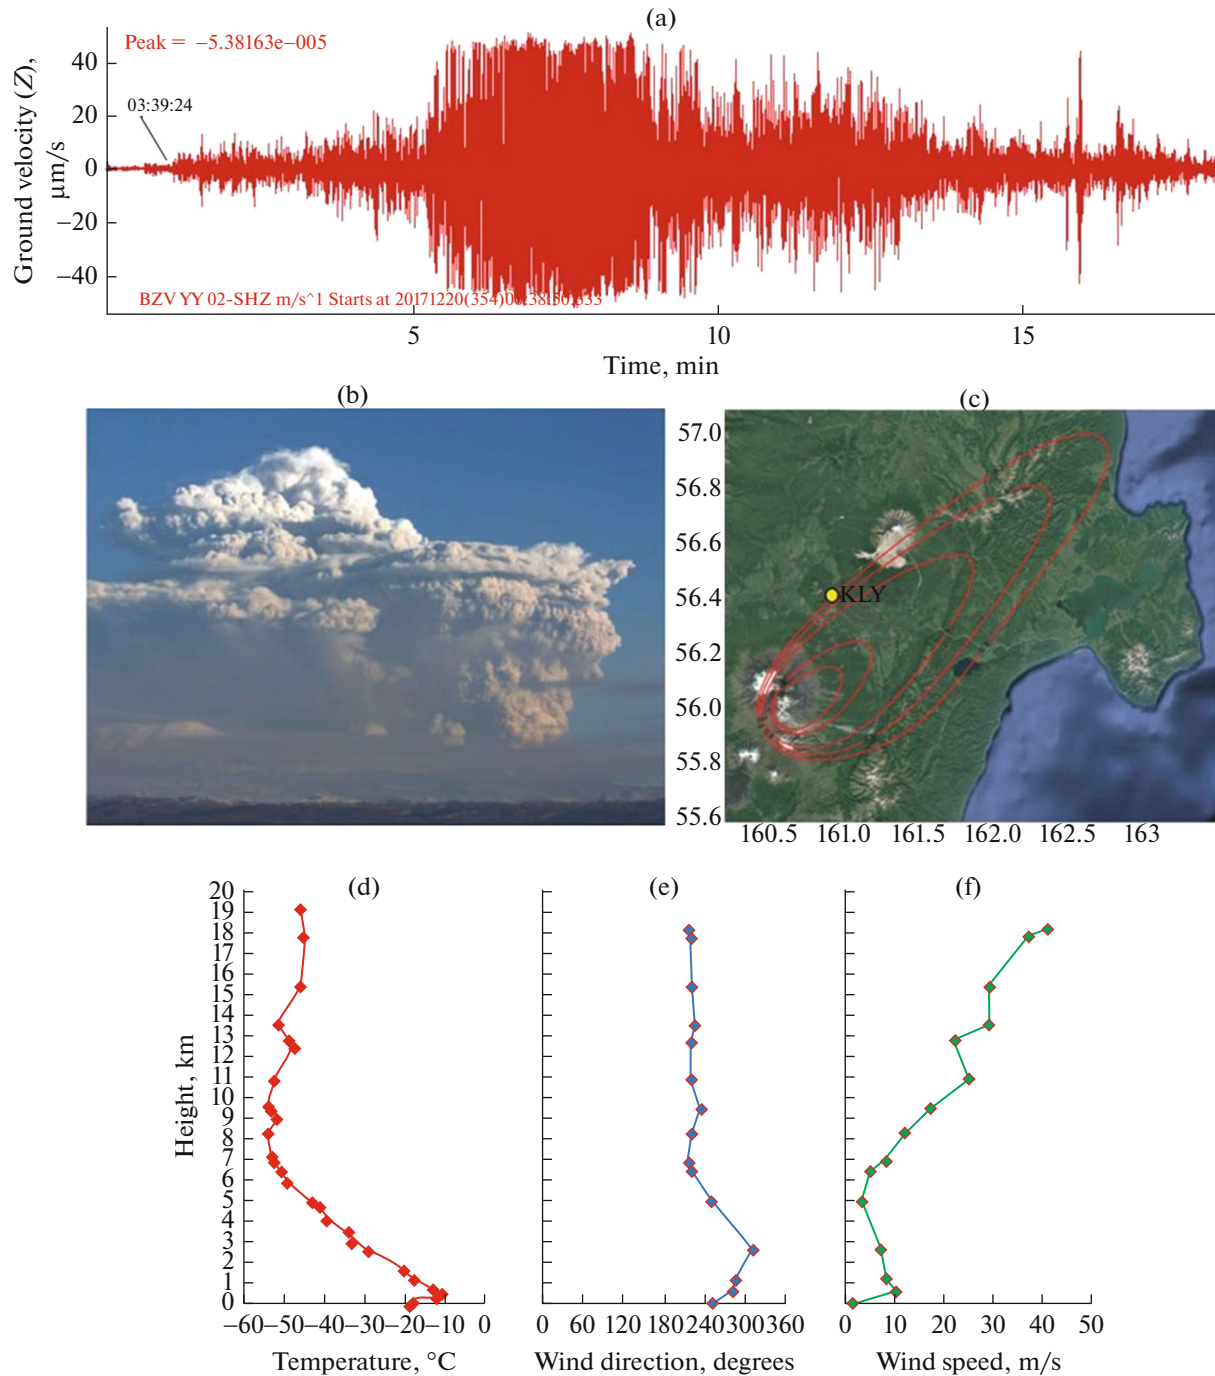 (a)
Peak = −5.38163e−005
03:39:24
Ground velocity (Z),
μm/s
40
20
0
−20
−40
BZV YY 02-SHZ m/s^1 Starts at 20171220(354)
5
10
15
Time, min
(b)
(c)
57.0
56.8
56.6
56.4
56.2
56.0
55.8
55.6
KLY
160.5 161.0 161.5 162.0 162.5 163
(d)
(e)
(f)
Height, km
20
19
18
17
16
15
14
13
12
11
10
9
8
7
6
5
4
3
2
1
0
−60 −50 −40 −30 −20 −10 0
0 60 120 180 240 300 360
0 10 20 30 40 50
Temperature, °C
Wind direction, degrees
Wind speed, m/s